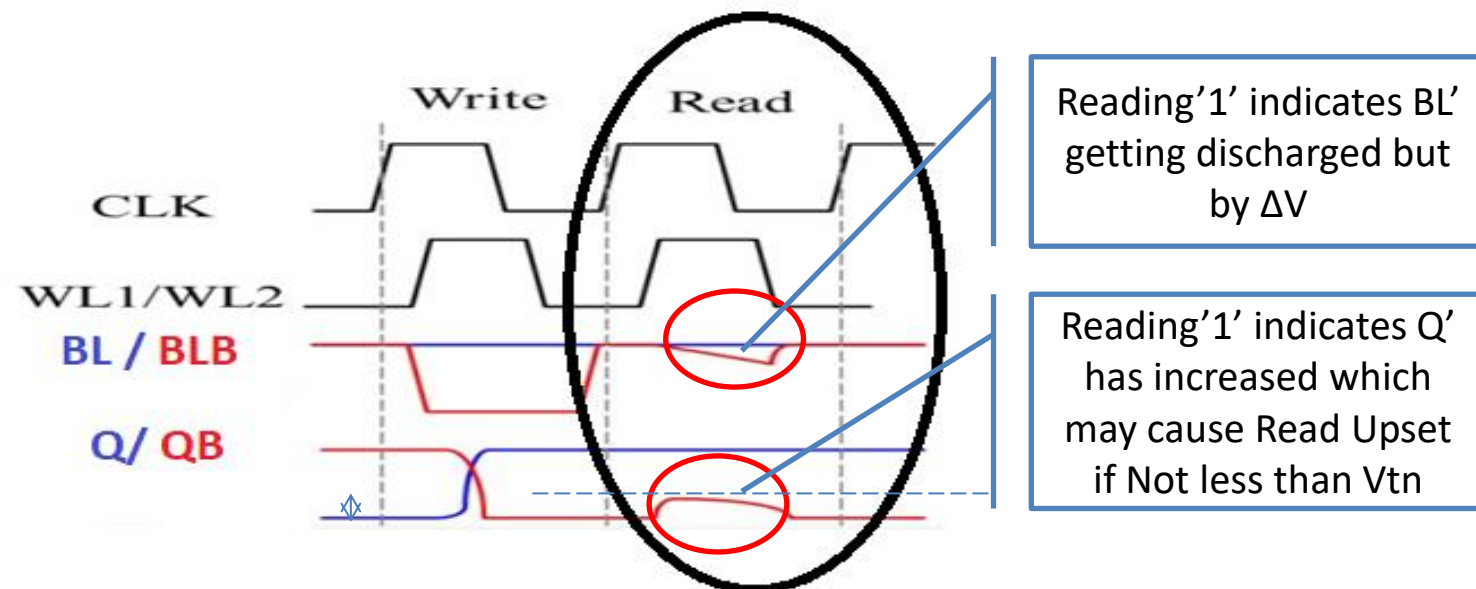 Write Read
CLK
WL1/WL2
BL / BLB
Q/ QB
Reading’1’ indicates BL’
getting discharged but
by ΔV
Reading’1’ indicates Q’
has increased which
may cause Read Upset
if Not less than Vtn